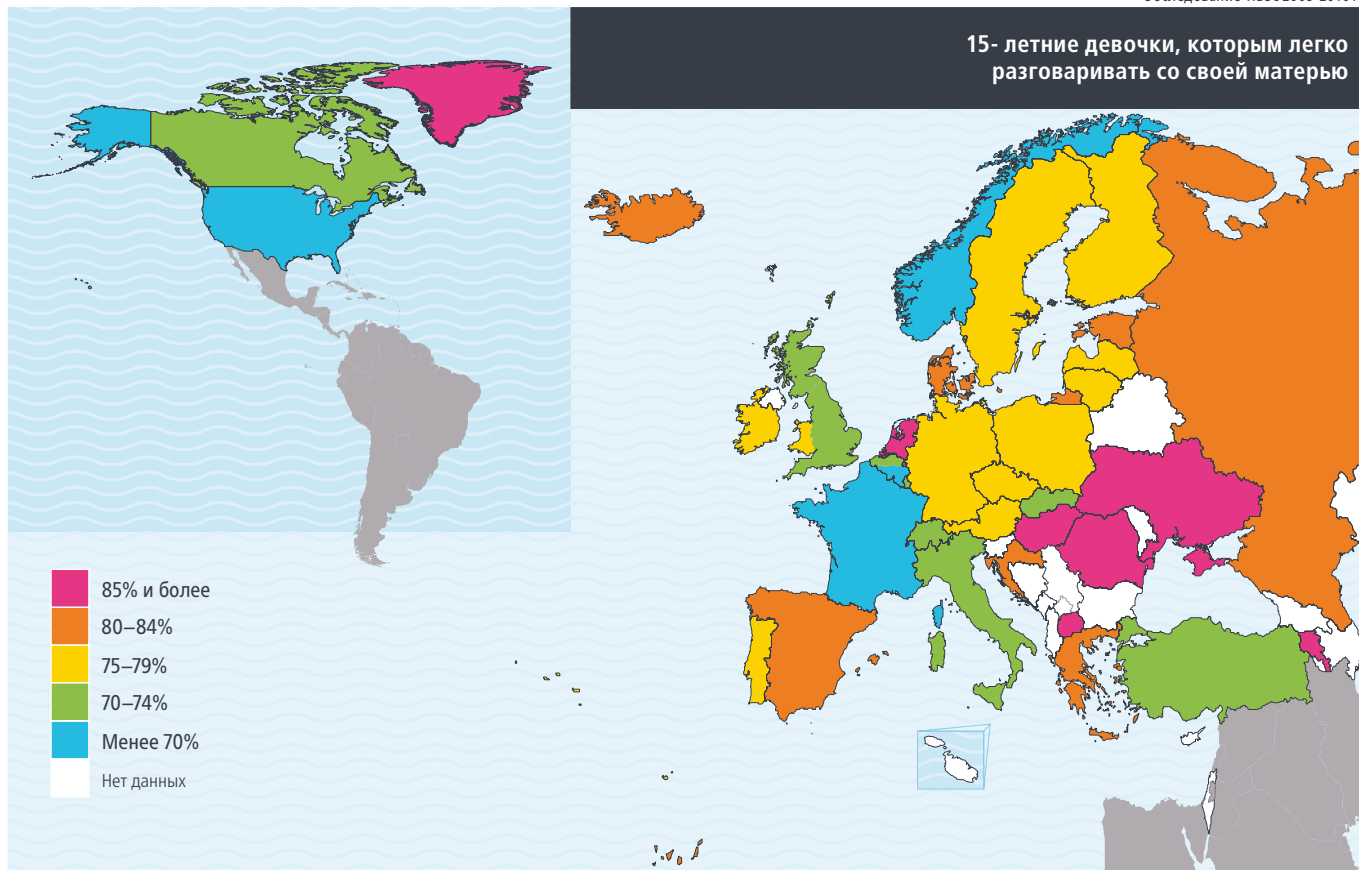 15- летние девочки, которым легко
разговаривать со своей матерью
85% и более
80–84%
75–79%
70–74%
Менее 70%
Нет данных